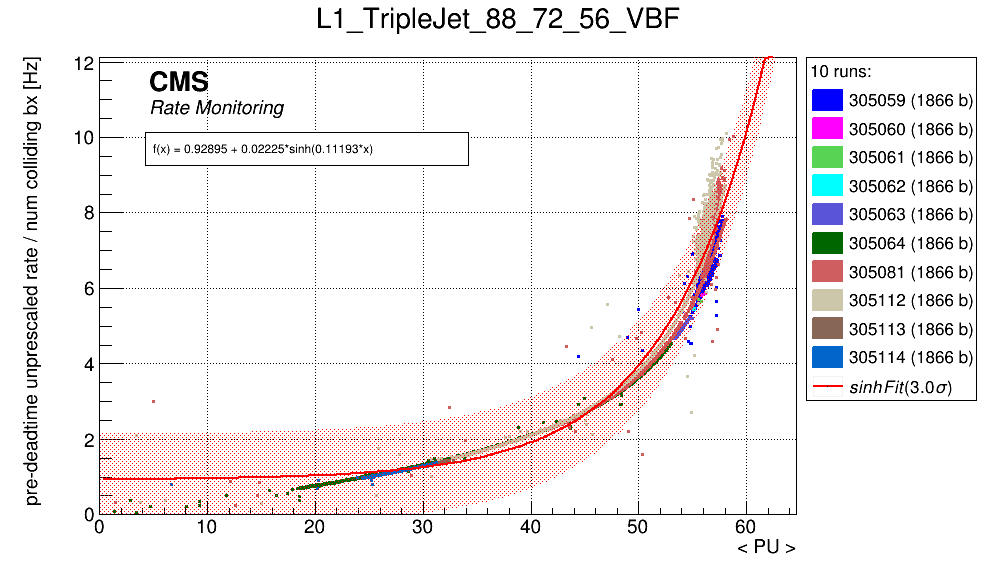 L1_TripleJet_88_72_56_VBF
pre-deadtime unprescaled rate / num colliding bx [Hz]
12
10
8
6
4
2
0
CMS
Rate Monitoring
f(x) = 0.92895 + 0.02225*sinh(0.11193*x)
0 10 20 30 40 50 60
< PU >
10 runs:
305059 (1866 b)
305060 (1866 b)
305061 (1866 b)
305062 (1866 b)
305063 (1866 b)
305064 (1866 b)
305081 (1866 b)
305112 (1866 b)
305113 (1866 b)
305114 (1866 b)
sinhFit(3.0σ)